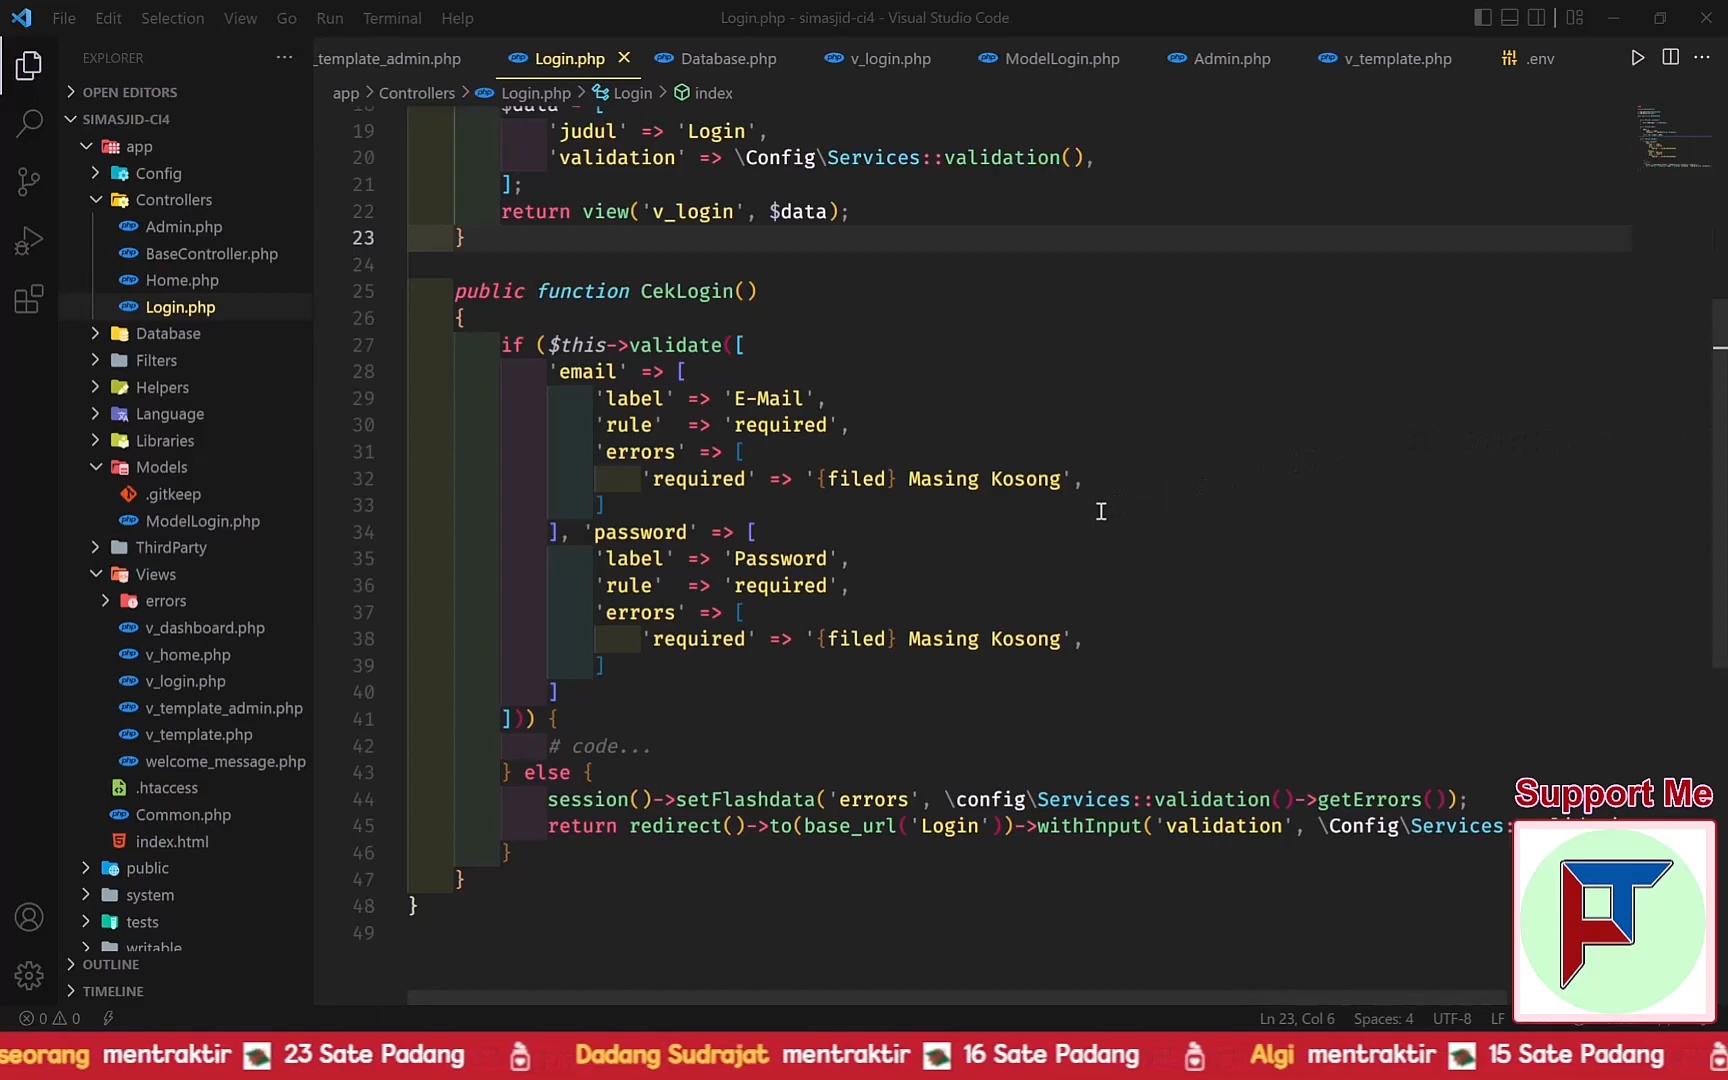 File Edit Selection View Go Run Terminal Help
Login.php - simasjid-ci4 - Visual Studio Code
EXPLORER
_template_admin.php Login.php Database.php v_login.php ModelLogin.php Admin.php v_template.php .env
app > Controllers > Login.php > Login > index
OPEN EDITORS
SIMASJID-CI4
app
Config
Controllers
Admin.php
BaseController.php
Home.php
Login.php
Database
Filters
Helpers
Language
Libraries
Models
.gitkeep
ModelLogin.php
ThirdParty
Views
errors
v_dashboard.php
v_home.php
v_login.php
v_template_admin.php
v_template.php
welcome_message.php
.htaccess
Common.php
index.html
public
system
tests
writable
OUTLINE
TIMELINE
18 $data = [
19 'judul' => 'Login',
20 'validation' => \Config\Services::validation(),
21 ];
22 return view('v_login', $data);
23 }
24
25 public function CekLogin()
26 {
27 if ($this->validate([
28 'email' => [
29 'label' => 'E-Mail',
30 'rule' => 'required',
31 'errors' => [
32 'required' => '{filed} Masing Kosong',
33 ]
34 ], 'password' => [
35 'label' => 'Password',
36 'rule' => 'required',
37 'errors' => [
38 'required' => '{filed} Masing Kosong',
39 ]
40 ]
41 ])) {
42 # code...
43 } else {
44 session()->setFlashdata('errors', \config\Services::validation()->getErrors());
45 return redirect()->to(base_url('Login'))->withInput('validation', \Config\Services:
46 }
47 }
48 }
49
Support Me
0 0
Ln 23, Col 6 Spaces: 4 UTF-8 LF
seorang mentraktir 23 Sate Padang Dadang Sudrajat mentraktir 16 Sate Padang Algi mentraktir 15 Sate Padang